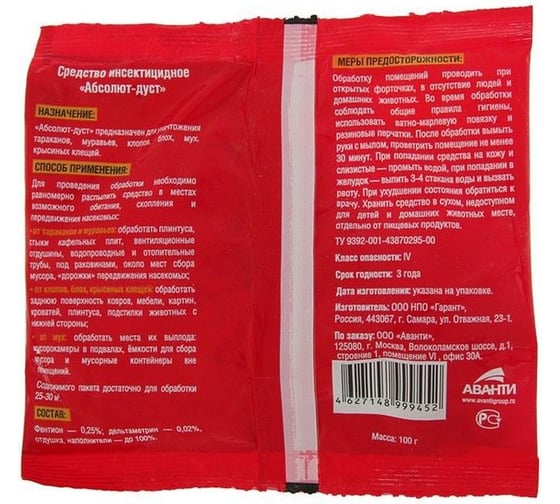 Средство инсектицидное
«Абсолют-дуст»
НАЗНАЧЕНИЕ:
«Абсолют-дуст» предназначен для уничтожения
тараканов, муравьев, клопов, блох, мух,
крысиных клещей.
СПОСОБ ПРИМЕНЕНИЯ:
Для проведения обработки необходимо
равномерно распылить средство в местах
возможного обитания, скопления и
передвижения насекомых:
- от тараканов и муравьев: обработать плинтуса,
стыки кафельных плит, вентиляционные
отдушины, водопроводные и отопительные
трубы, под раковинами, около мест сбора
мусора, «дорожки» передвижения насекомых;
- от клопов, блох, крысиных клещей: обработать
заднюю поверхность ковров, мебели, картин,
кроватей, плинтуса, подстилки животных с
нижней стороны;
- от мух: обработать места их выплода:
мусорокамеры в подвалах, ёмкости для сбора
мусора и мусорные контейнеры вне
помещений.
Содержимого пакета достаточно для обработки
25-30 м².
СОСТАВ:
Фентион – 0,25%; дельтаметрин – 0,02%,
отдушка, наполнители – до 100%.
МЕРЫ ПРЕДОСТОРОЖНОСТИ:
Обработку помещений проводить при
открытых форточках, в отсутствие людей и
домашних животных. Во время обработки
соблюдать общие правила гигиены,
использовать ватно-марлевую повязку и
резиновые перчатки. После обработки вымыть
руки с мылом, проветрить помещение не менее
30 минут. При попадании средства на кожу и
слизистые – промыть водой, при попадании в
желудок – выпить 3-4 стакана воды и вызвать
рвоту. При ухудшении состояния обратиться к
врачу. Хранить средство в сухом, недоступном
для детей и домашних животных месте,
отдельно от пищевых продуктов.
ТУ 9392-001-43870295-00
Класс опасности: IV
Срок годности: 3 года
Дата изготовления: указана на упаковке.
Изготовитель: ООО НПО «Гарант»,
Россия, 443067, г. Самара, ул. Отважная, 23-1.
По заказу: ООО «Аванти»,
125080, г. Москва, Волоколамское шоссе, д.1,
строение 1, помещение VI , офис 30А.
4 627148 999452
АВАНТИ
www.avantigroup.ru
Масса: 100 г